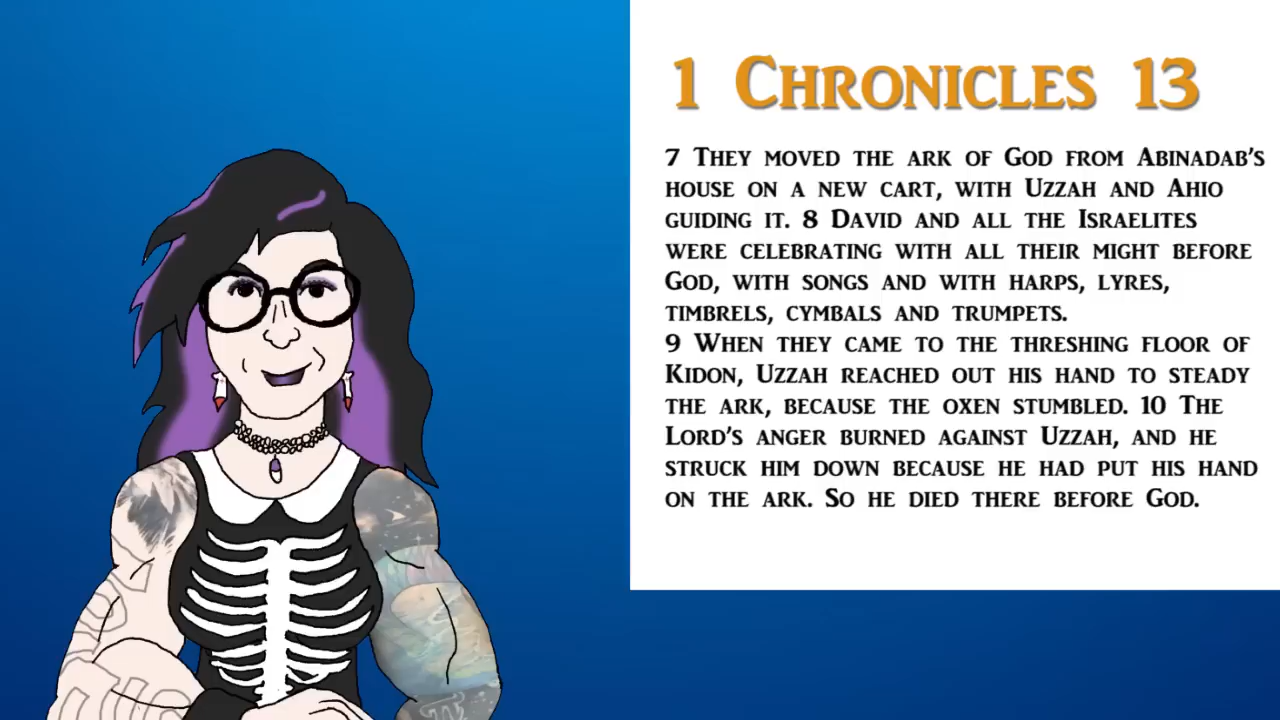 1 Chronicles 13
7 They moved the ark of God from Abinadab's
house on a new cart, with Uzzah and Ahio
guiding it. 8 David and all the Israelites
were celebrating with all their might before
God, with songs and with harps, lyres,
timbrels, cymbals and trumpets.
9 When they came to the threshing floor of
Kidon, Uzzah reached out his hand to steady
the ark, because the oxen stumbled. 10 The
Lord's anger burned against Uzzah, and he
struck him down because he had put his hand
on the ark. So he died there before God.